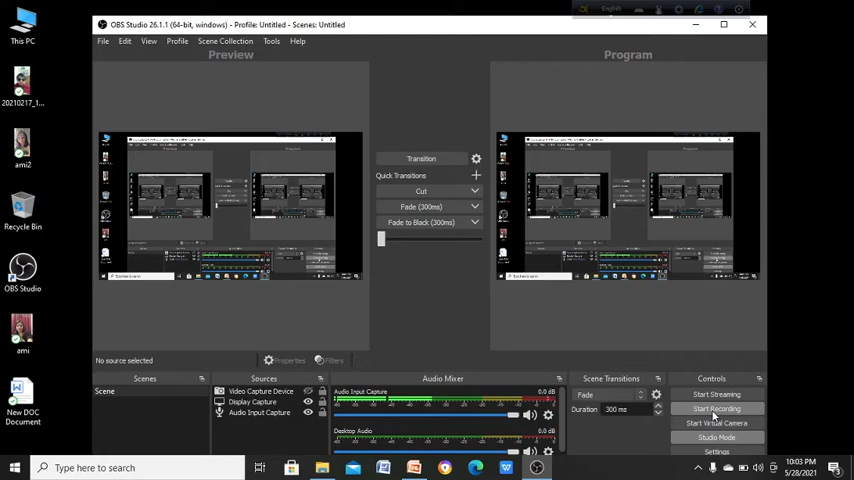 English
OBS Studio 26.1.1 (64-bit, windows) - Profile: Untitled - Scenes: Untitled
File Edit View Profile Scene Collection Tools Help
Preview
Program
This PC
20210217_1...
ami2
Recycle Bin
OBS Studio
ami
New DOC
Document
Transition
Quick Transitions
Cut
Fade (300ms)
Fade to Black (300ms)
No source selected
Properties
Filters
Scenes
Scene
Sources
Video Capture Device
Display Capture
Audio Input Capture
Audio Mixer
Audio Input Capture 0.0 dB
Desktop Audio 0.0 dB
Scene Transitions
Fade
Duration 300 ms
Controls
Start Streaming
Start Recording
Start Virtual Camera
Studio Mode
Settings
Type here to search
10:03 PM
5/28/2021
3